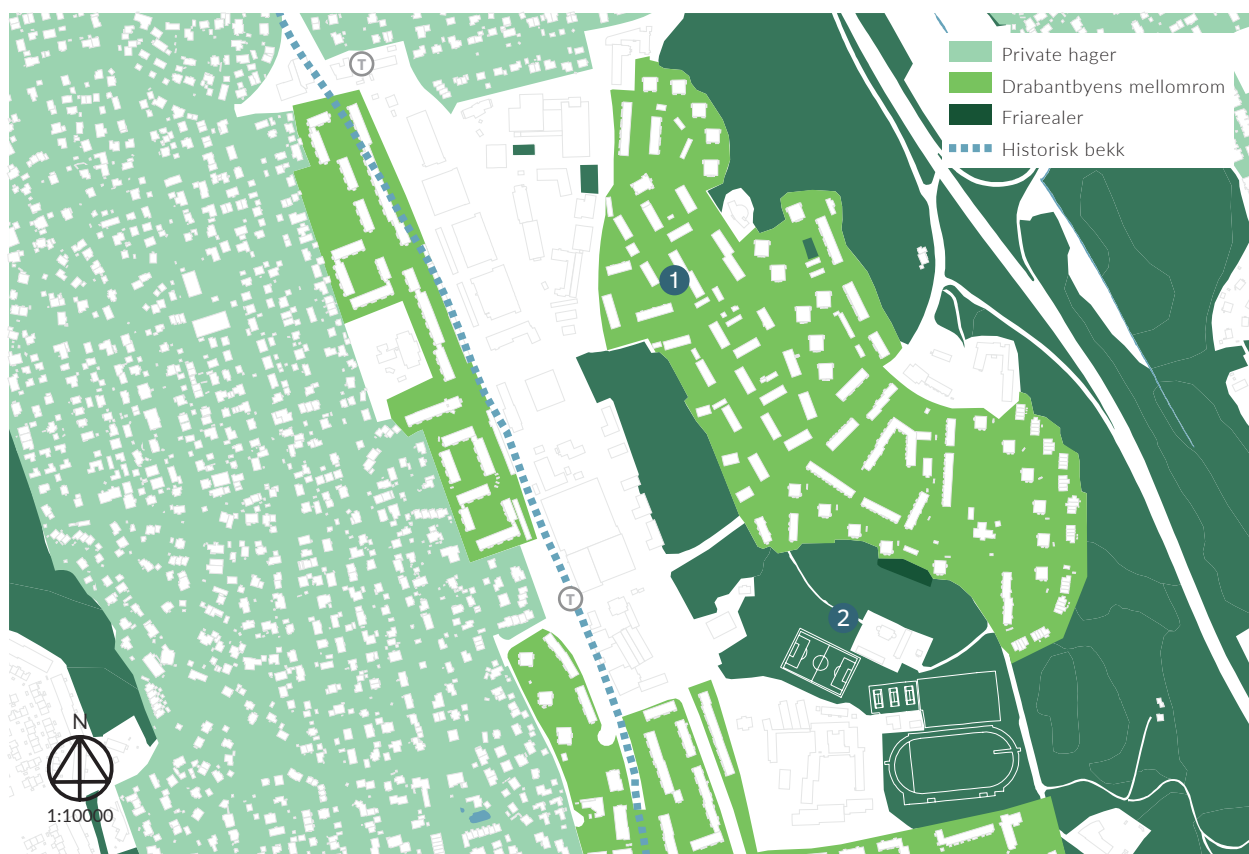 T
Private hager
Drabantbyens mellomrom
Friarealer
Historisk bekk
1
T
2
N
1:10000